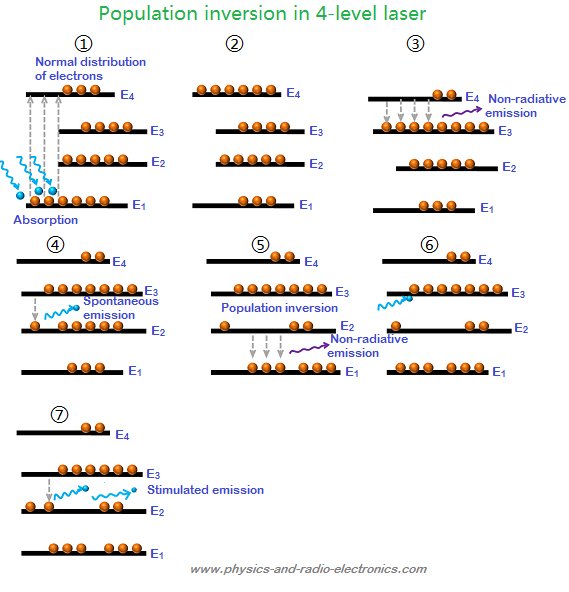 Population inversion in 4-level laser
①
②
③
Normal distribution
of electrons
E4
E3
E2
E1
Absorption
E4
E3
E2
E1
E4
Non-radiative
emission
E3
E2
E1
④
⑤
⑥
E4
E3
Spontaneous
emission
E2
E1
E4
E3
Population inversion
E2
Non-radiative
emission
E1
E4
E3
E2
E1
⑦
E4
E3
Stimulated emission
E2
E1
www.physics-and-radio-electronics.com